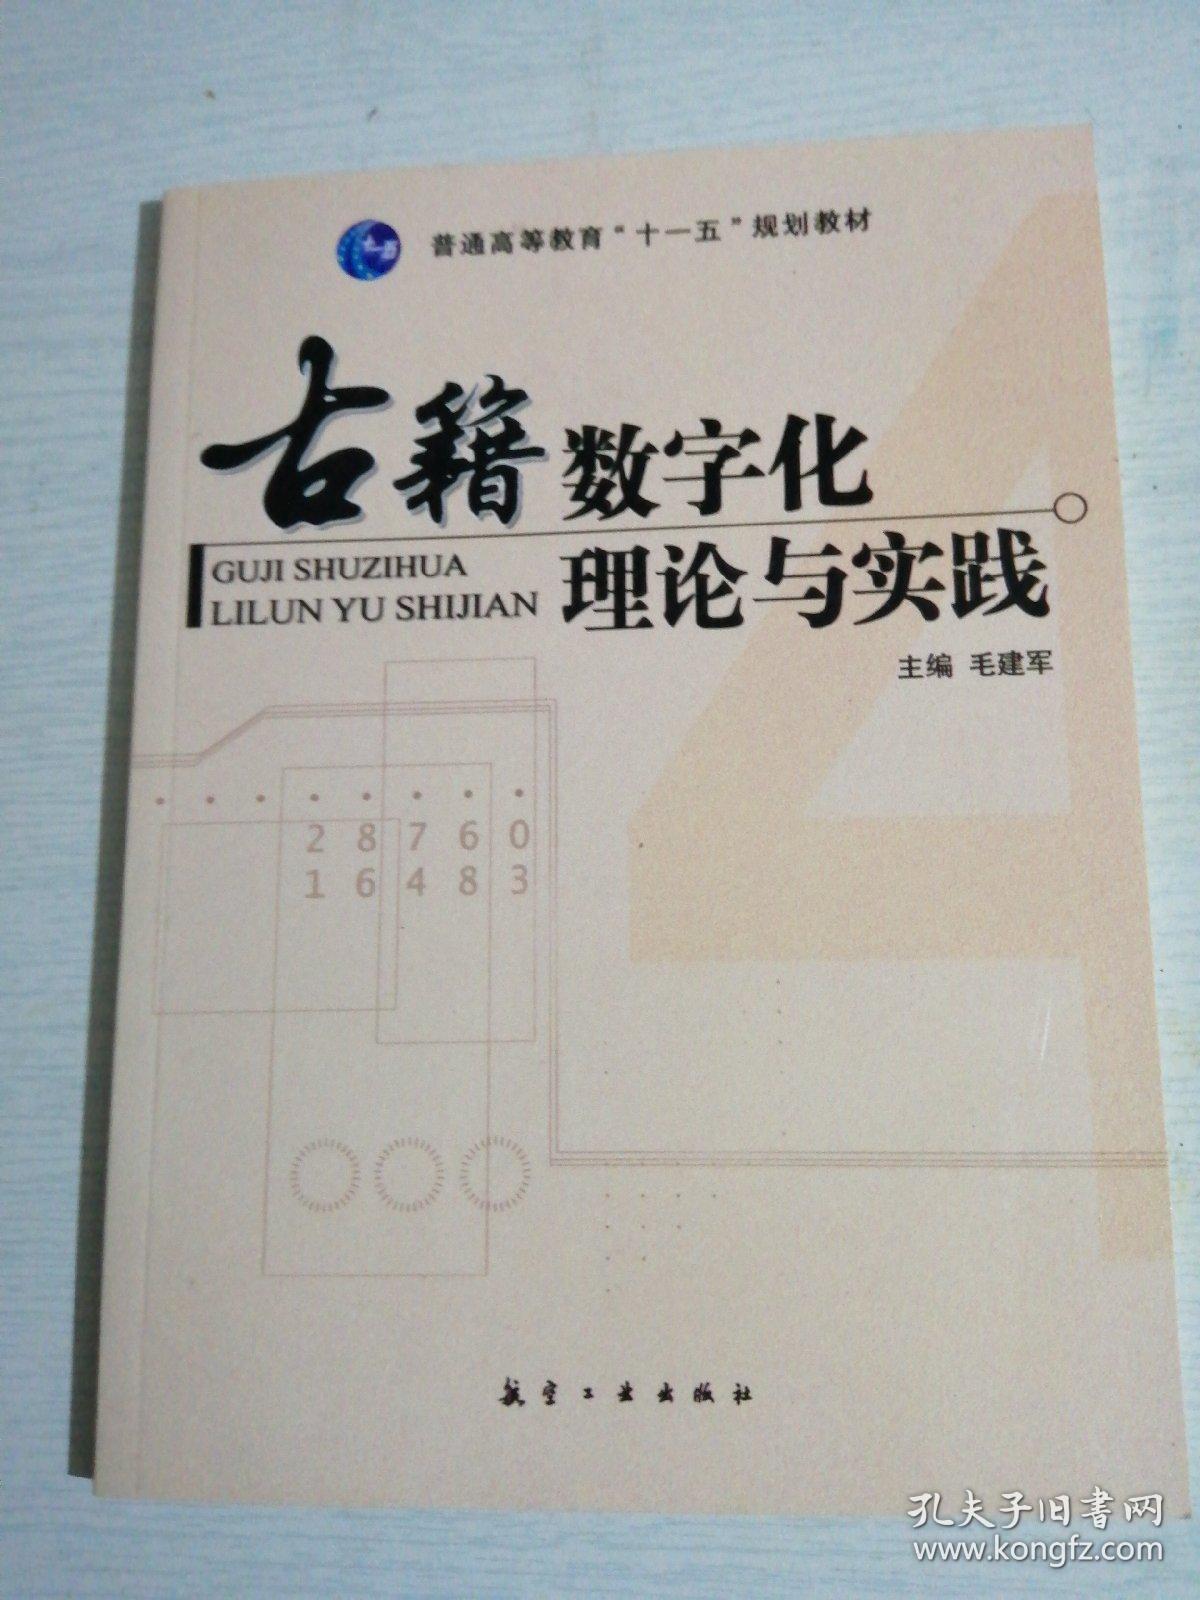 普通高等教育“十一五”规划教材
古籍数字化
GUJI SHUZIHUA
LILUN YU SHIJIAN
理论与实践
主编 毛建军
2 8 7 6 0
1 6 4 8 3
航空工业出版社
孔夫子旧书网
www.kongfz.com